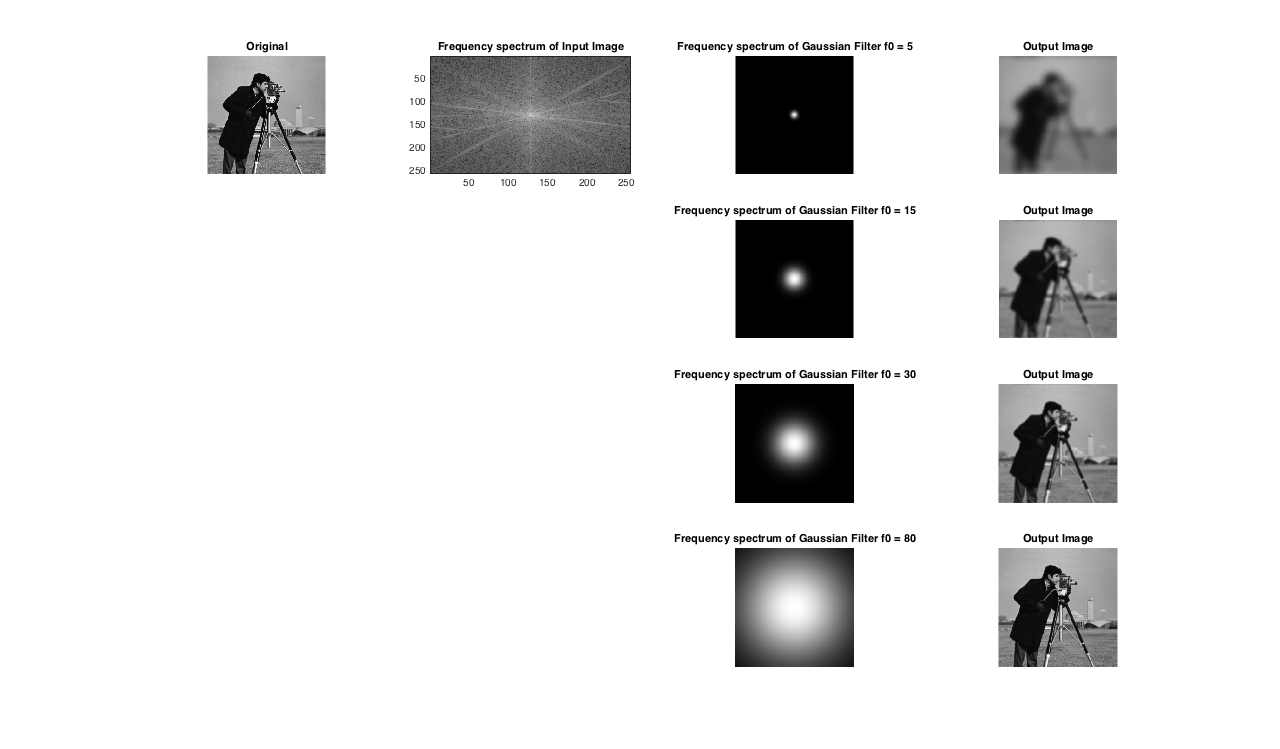 Original
Frequency spectrum of Input Image
Frequency spectrum of Gaussian Filter f0 = 5
Output Image
50
100
150
200
250
50
100
150
200
250
Frequency spectrum of Gaussian Filter f0 = 15
Output Image
Frequency spectrum of Gaussian Filter f0 = 30
Output Image
Frequency spectrum of Gaussian Filter f0 = 80
Output Image